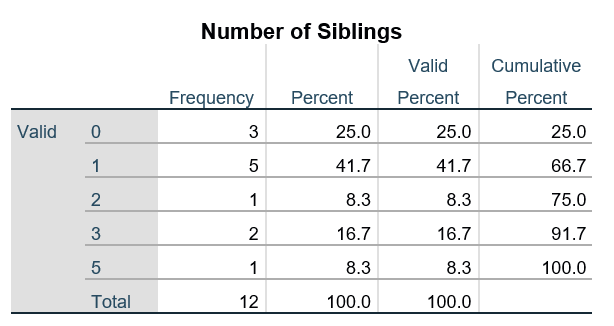 Number of Siblings
Valid Cumulative
Frequency Percent Percent Percent
Valid 0 3 25.0 25.0 25.0
1 5 41.7 41.7 66.7
2 1 8.3 8.3 75.0
3 2 16.7 16.7 91.7
5 1 8.3 8.3 100.0
Total 12 100.0 100.0